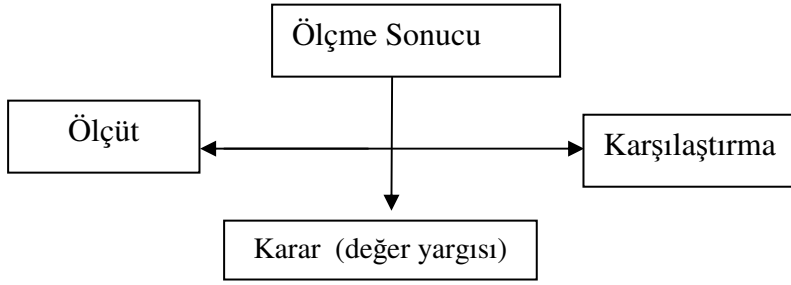 Ölçme Sonucu
Ölçüt
Karşılaştırma
Karar (değer yargısı)